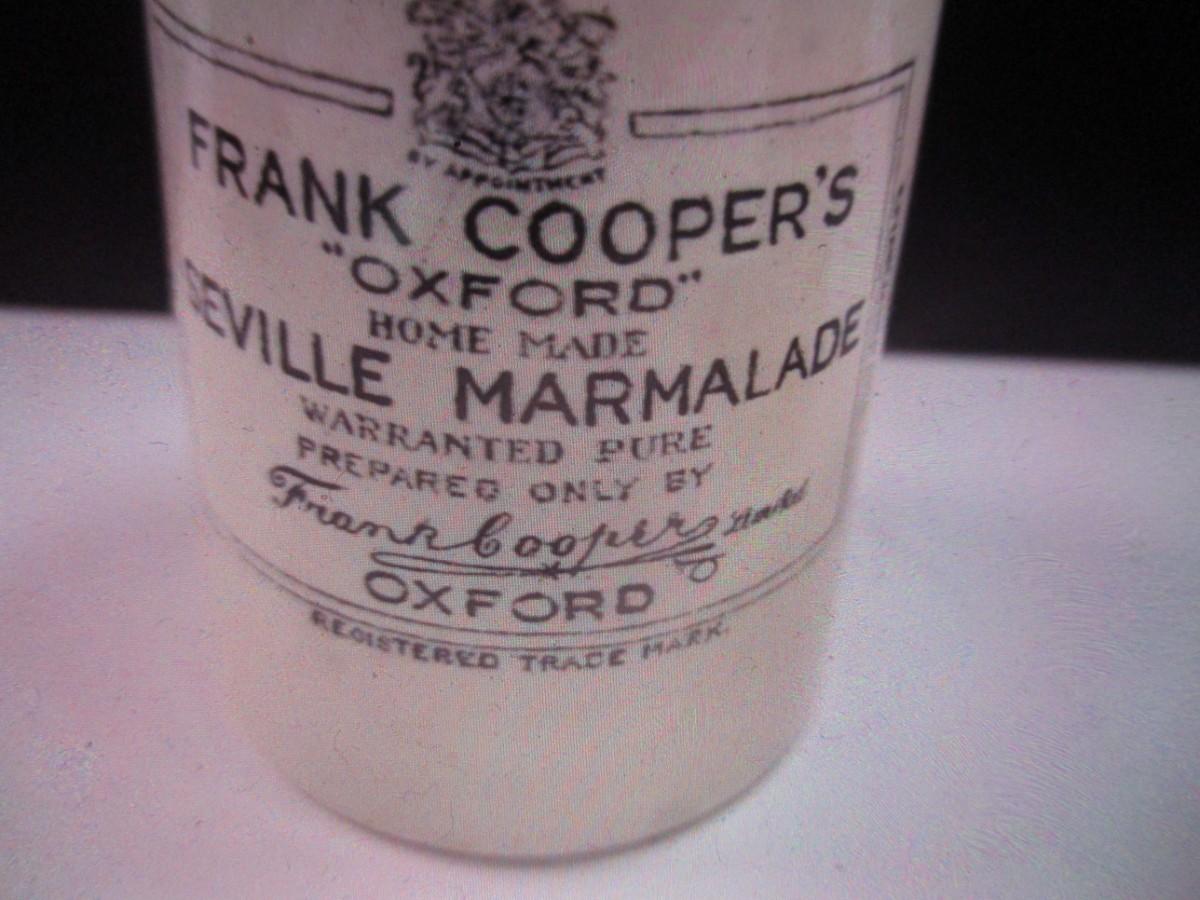 BY APPOINTMENT
FRANK COOPER'S
"OXFORD"
HOME MADE
SEVILLE MARMALADE
WARRANTED PURE
PREPARED ONLY BY
Frank Cooper Limited
OXFORD
REGISTERED TRADE MARK.